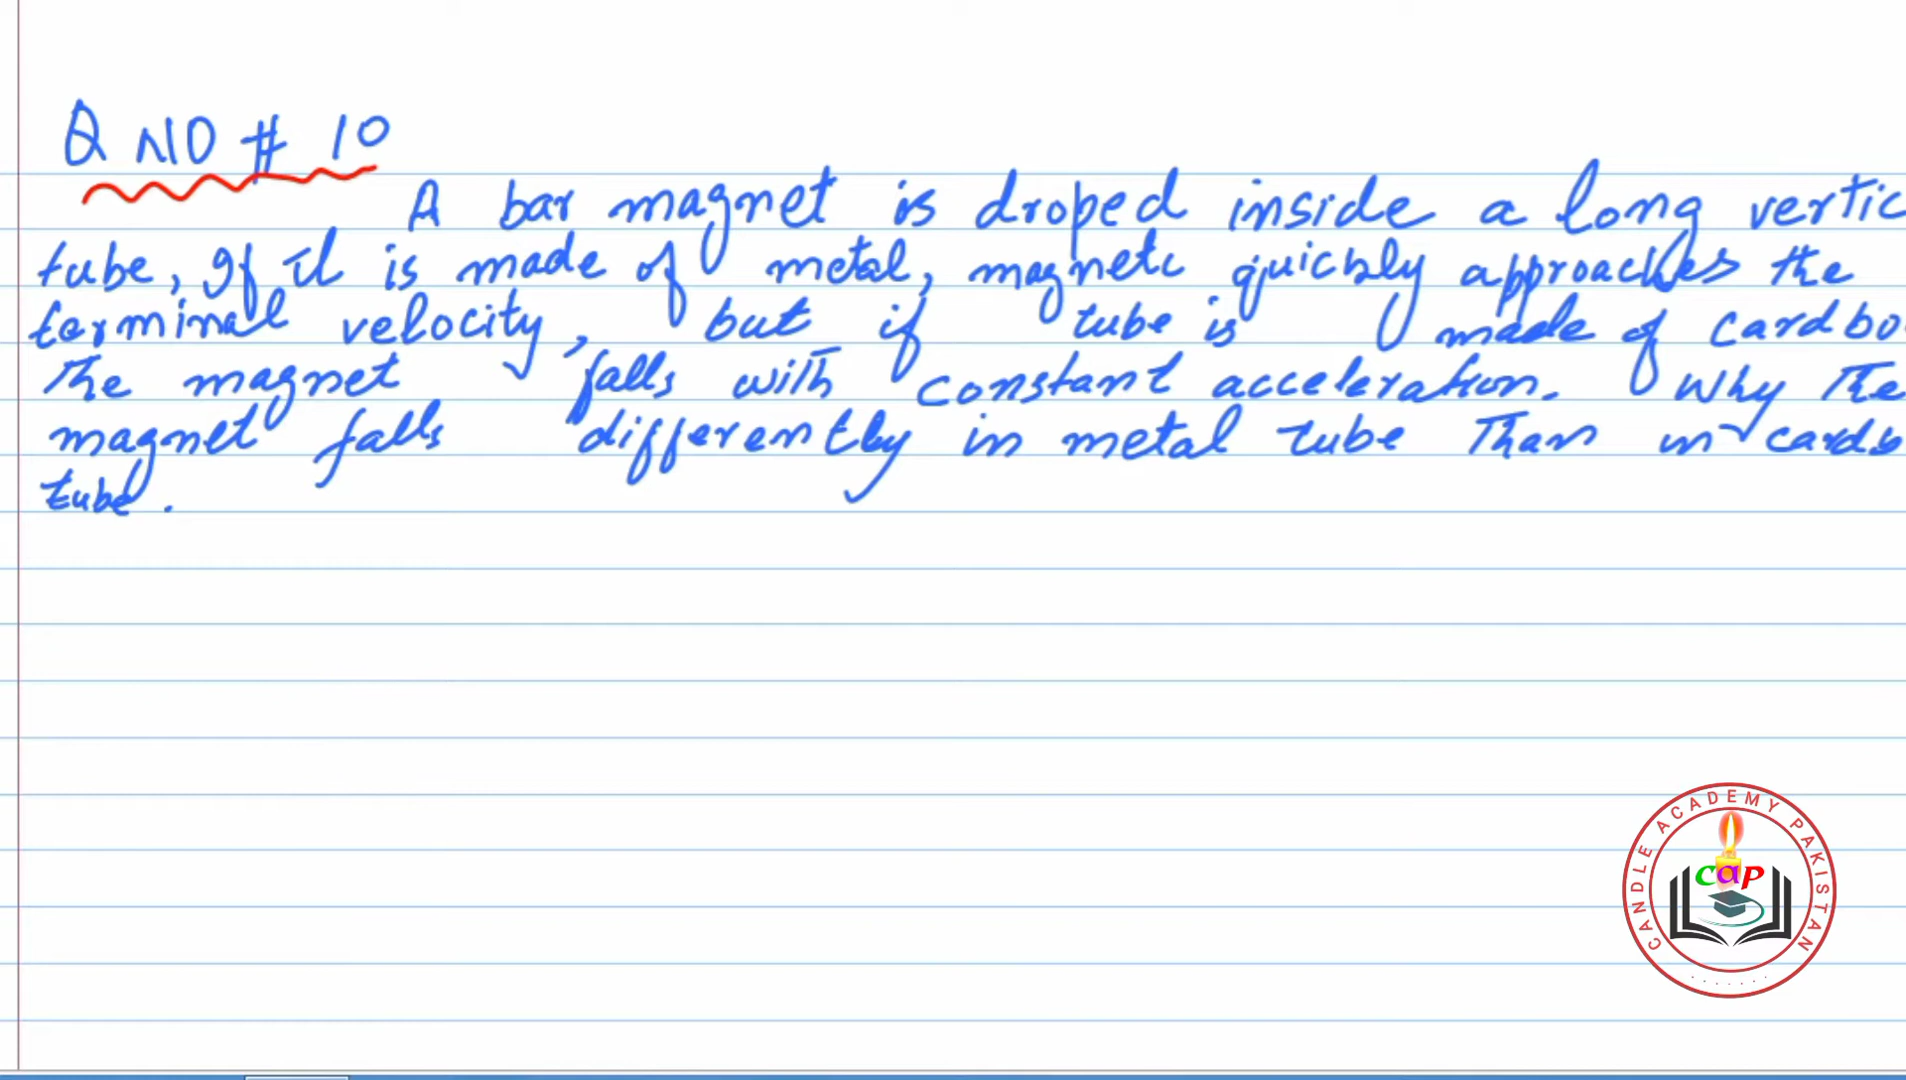 Q NO # 10
A bar magnet is droped inside a long vertic
tube, If it is made of metal, magnetc quickly approaches the
terminal velocity, but if tube is made of cardbo
The magnet falls with constant acceleration. Why The
magnet falls differently in metal tube Than in cardb
tube.
CANDLE ACADEMY PAKISTAN
cap